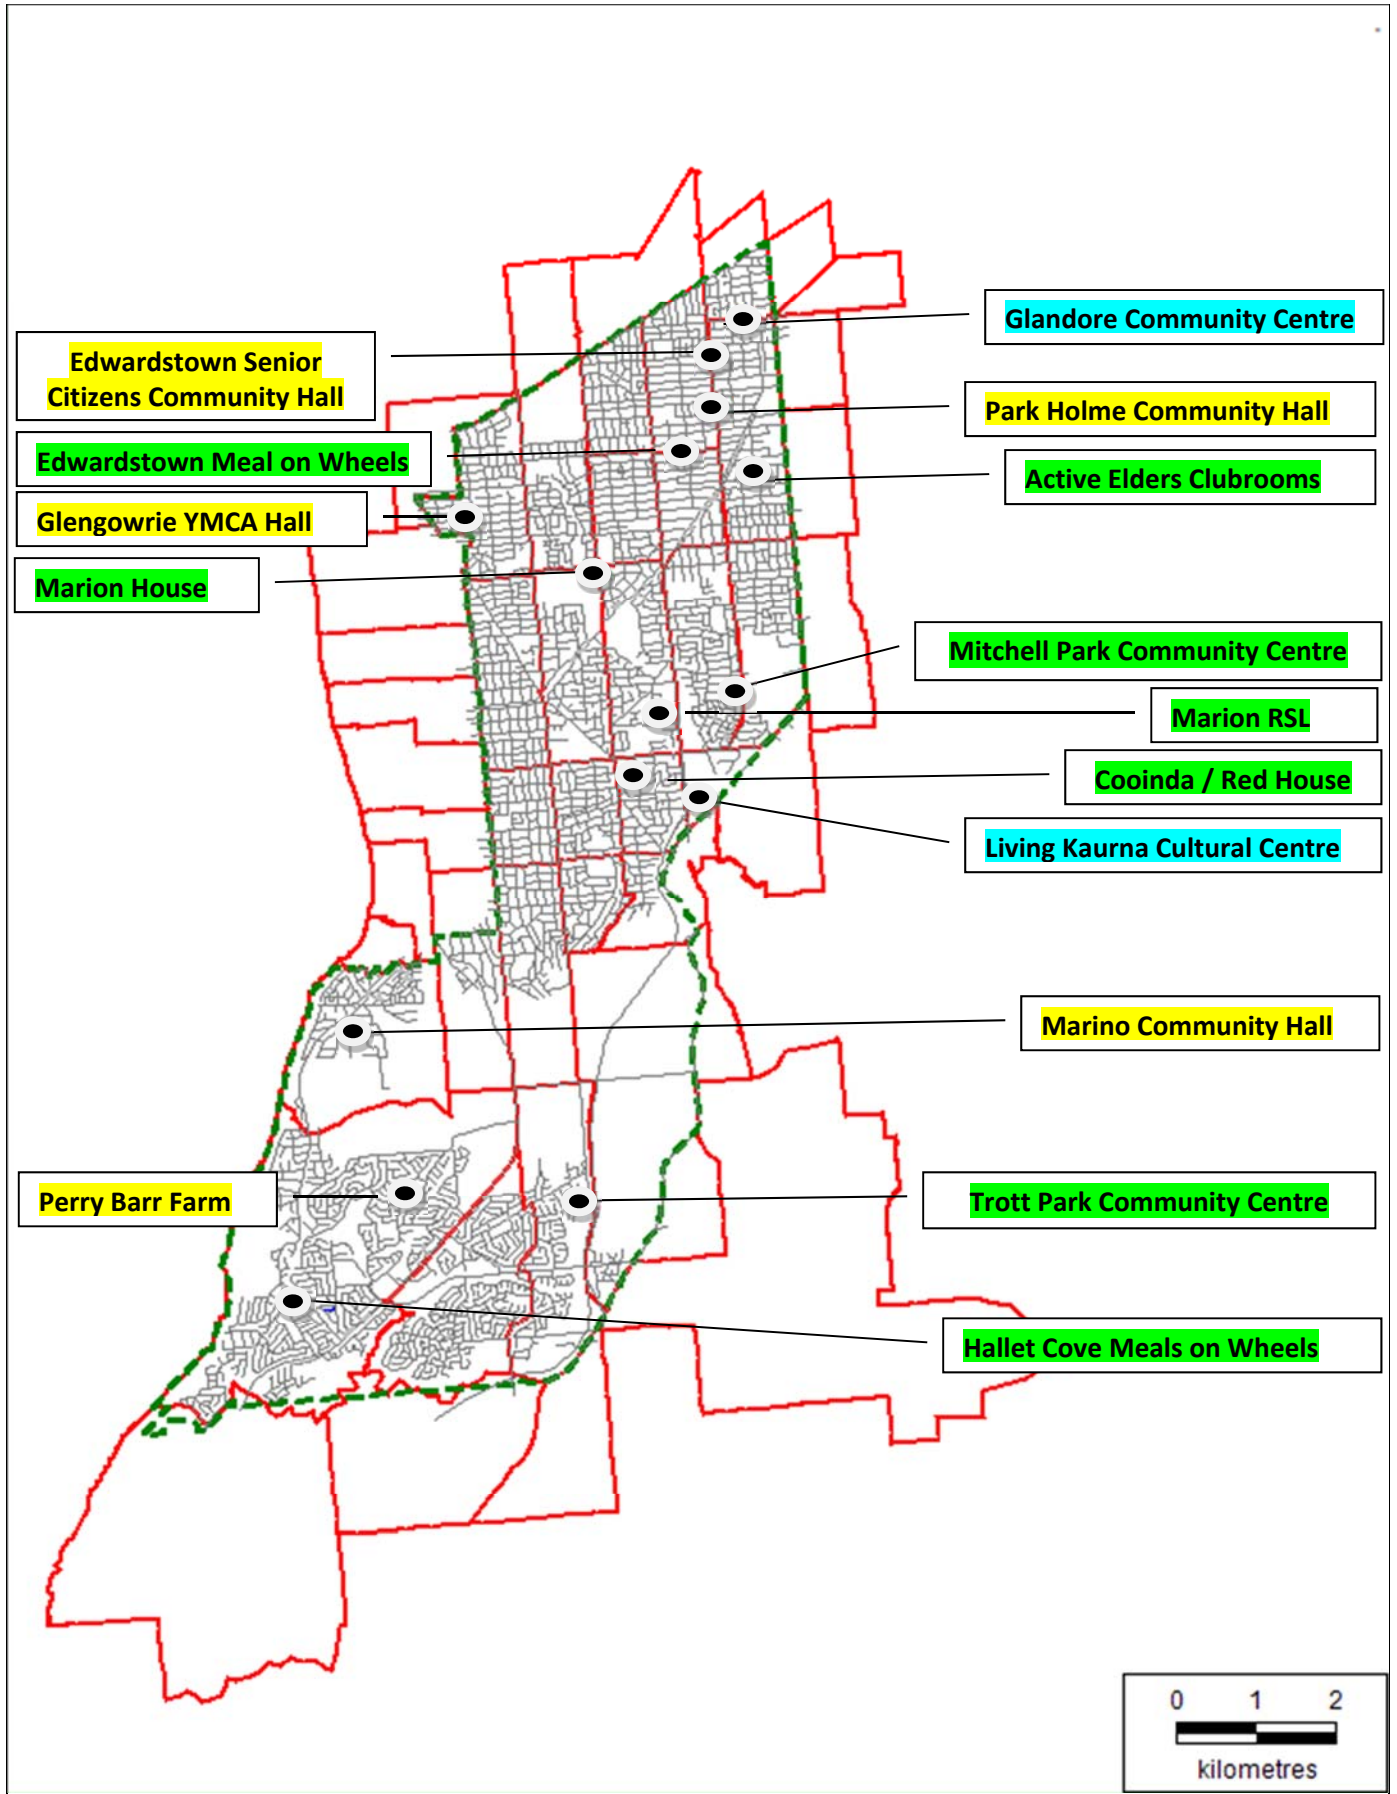 Glandore Community Centre
Edwardstown Senior
Citizens Community Hall
Park Holme Community Hall
Edwardstown Meal on Wheels
Active Elders Clubrooms
Glengowrie YMCA Hall
Marion House
Mitchell Park Community Centre
Marion RSL
Cooinda / Red House
Living Kaurna Cultural Centre
Marino Community Hall
Perry Barr Farm
Trott Park Community Centre
Hallet Cove Meals on Wheels
0 1 2
kilometres